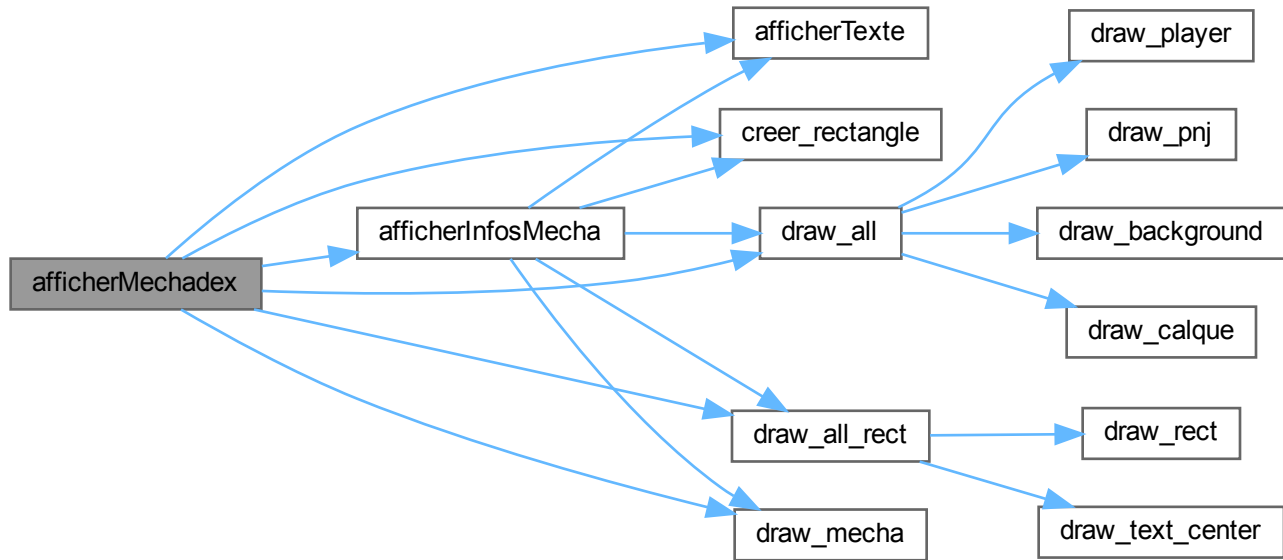 afficherMechadex
afficherInfosMecha
afficherTexte
creer_rectangle
draw_all
draw_all_rect
draw_mecha
draw_player
draw_pnj
draw_background
draw_calque
draw_rect
draw_text_center